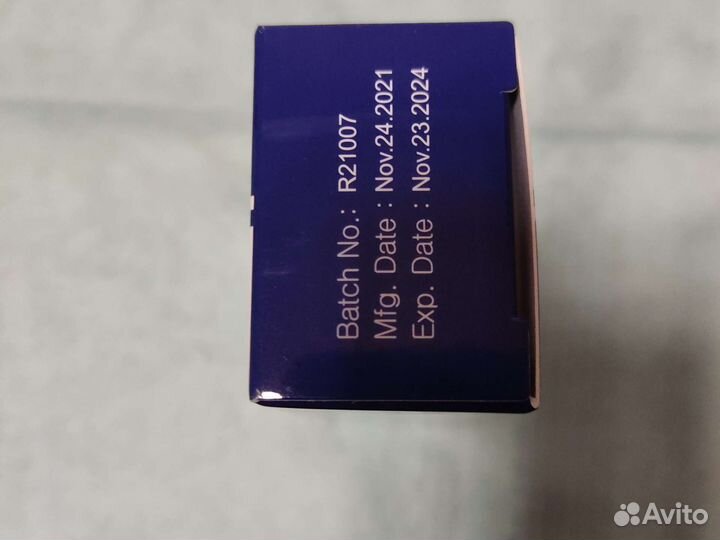 Batch No.: R21007
Mfg. Date : Nov.24.2021
Exp. Date : Nov.23.2024
Avito